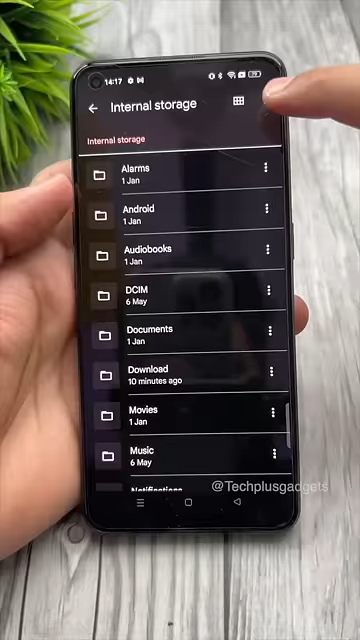 14:17
Internal storage
Internal storage
Alarms
1 Jan
Android
1 Jan
Audiobooks
1 Jan
DCIM
6 May
Documents
1 Jan
Download
10 minutes ago
Movies
1 Jan
Music
6 May
Notifications
@Techplusgadgets